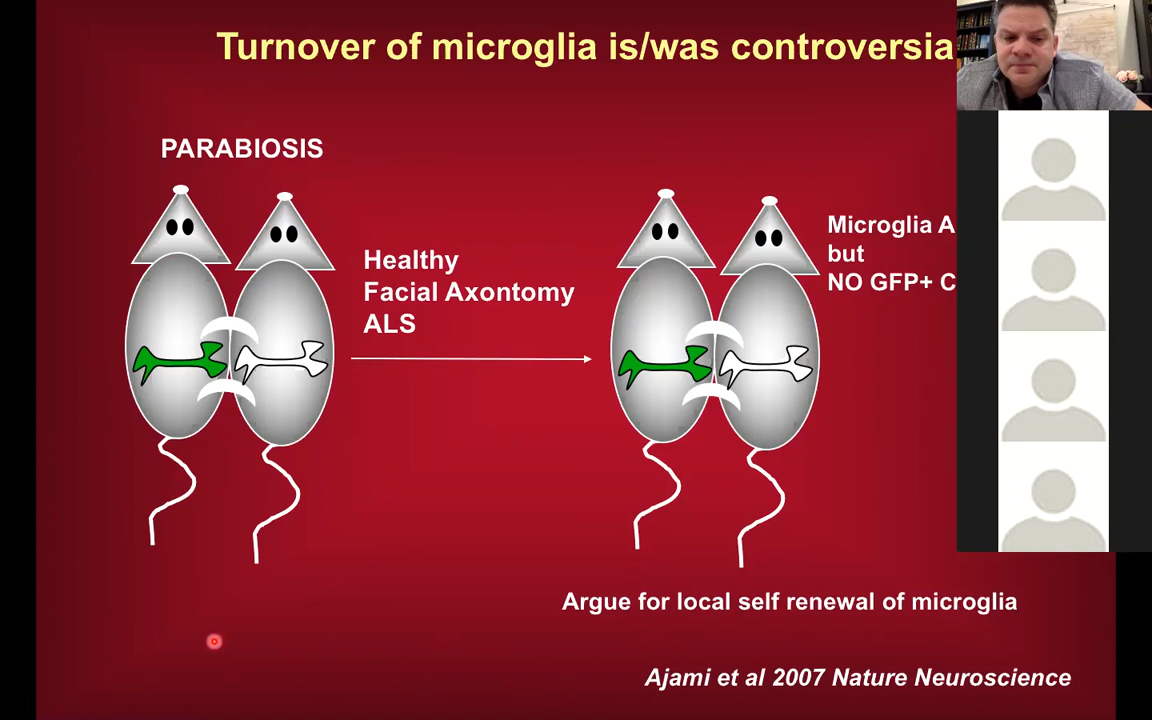 Turnover of microglia is/was controversia
PARABIOSIS
Healthy
Facial Axontomy
ALS
Microglia A
but
NO GFP+ C
Argue for local self renewal of microglia
Ajami et al 2007 Nature Neuroscience